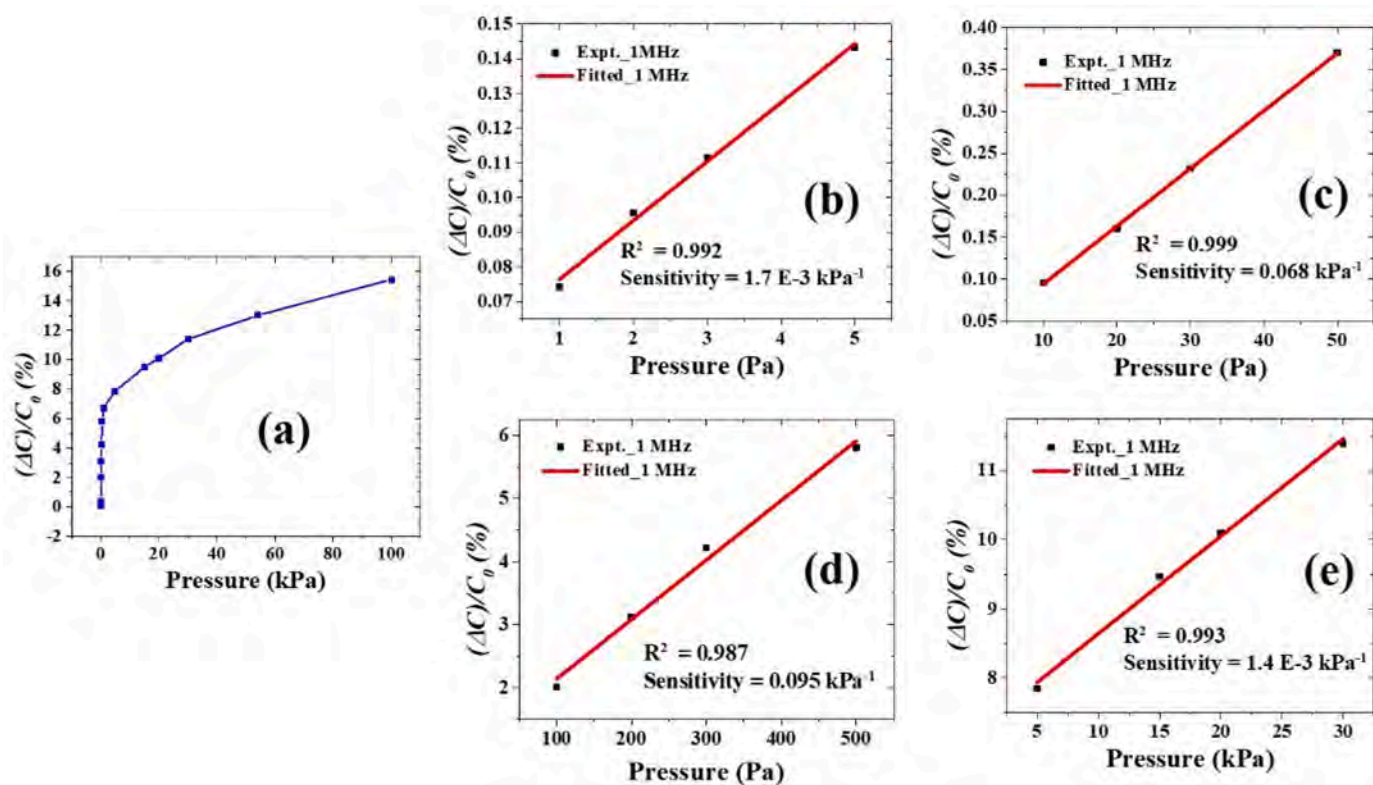 (ΔC)/C₀ (%)
16
14
12
10
8
6
4
2
0
-2
0
20
40
60
80
100
Pressure (kPa)
(a)
(ΔC)/C₀ (%)
0.15
0.14
0.13
0.12
0.11
0.10
0.09
0.08
0.07
Expt._1MHz
Fitted_1 MHz
(b)
R² = 0.992
Sensitivity = 1.7 E-3 kPa⁻¹
1
2
3
5
Pressure (Pa)
(ΔC)/C₀ (%)
0.40
0.35
0.30
0.25
0.20
0.15
0.10
0.05
Expt._1 MHz
Fitted_1 MHz
(c)
R² = 0.999
Sensitivity = 0.068 kPa⁻¹
10
20
30
40
50
Pressure (Pa)
(ΔC)/C₀ (%)
6
5
4
3
2
Expt._1 MHz
Fitted_1 MHz
(d)
R² = 0.987
Sensitivity = 0.095 kPa⁻¹
100
200
300
400
500
Pressure (Pa)
(ΔC)/C₀ (%)
11
10
9
8
Expt._1 MHz
Fitted_1 MHz
(e)
R² = 0.993
Sensitivity = 1.4 E-3 kPa⁻¹
5
10
15
20
25
30
Pressure (kPa)